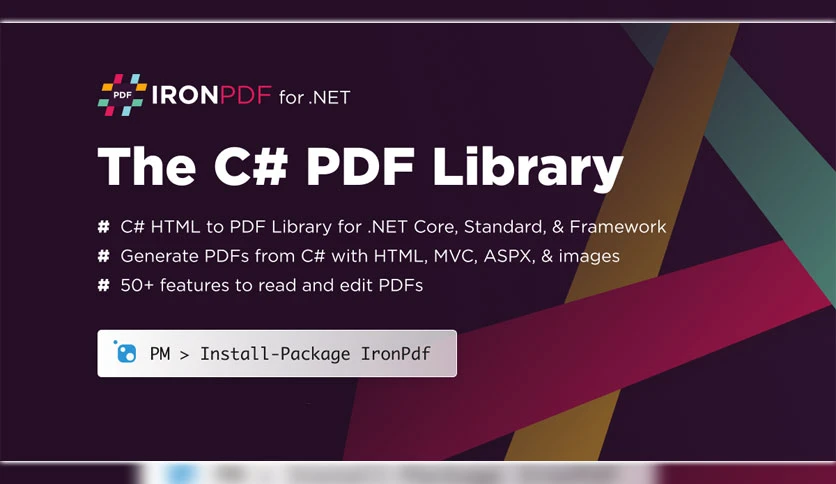 PDF IRONPDF for .NET
The C# PDF Library
# C# HTML to PDF Library for .NET Core, Standard, & Framework
# Generate PDFs from C# with HTML, MVC, ASPX, & images
# 50+ features to read and edit PDFs
PM > Install-Package IronPdf